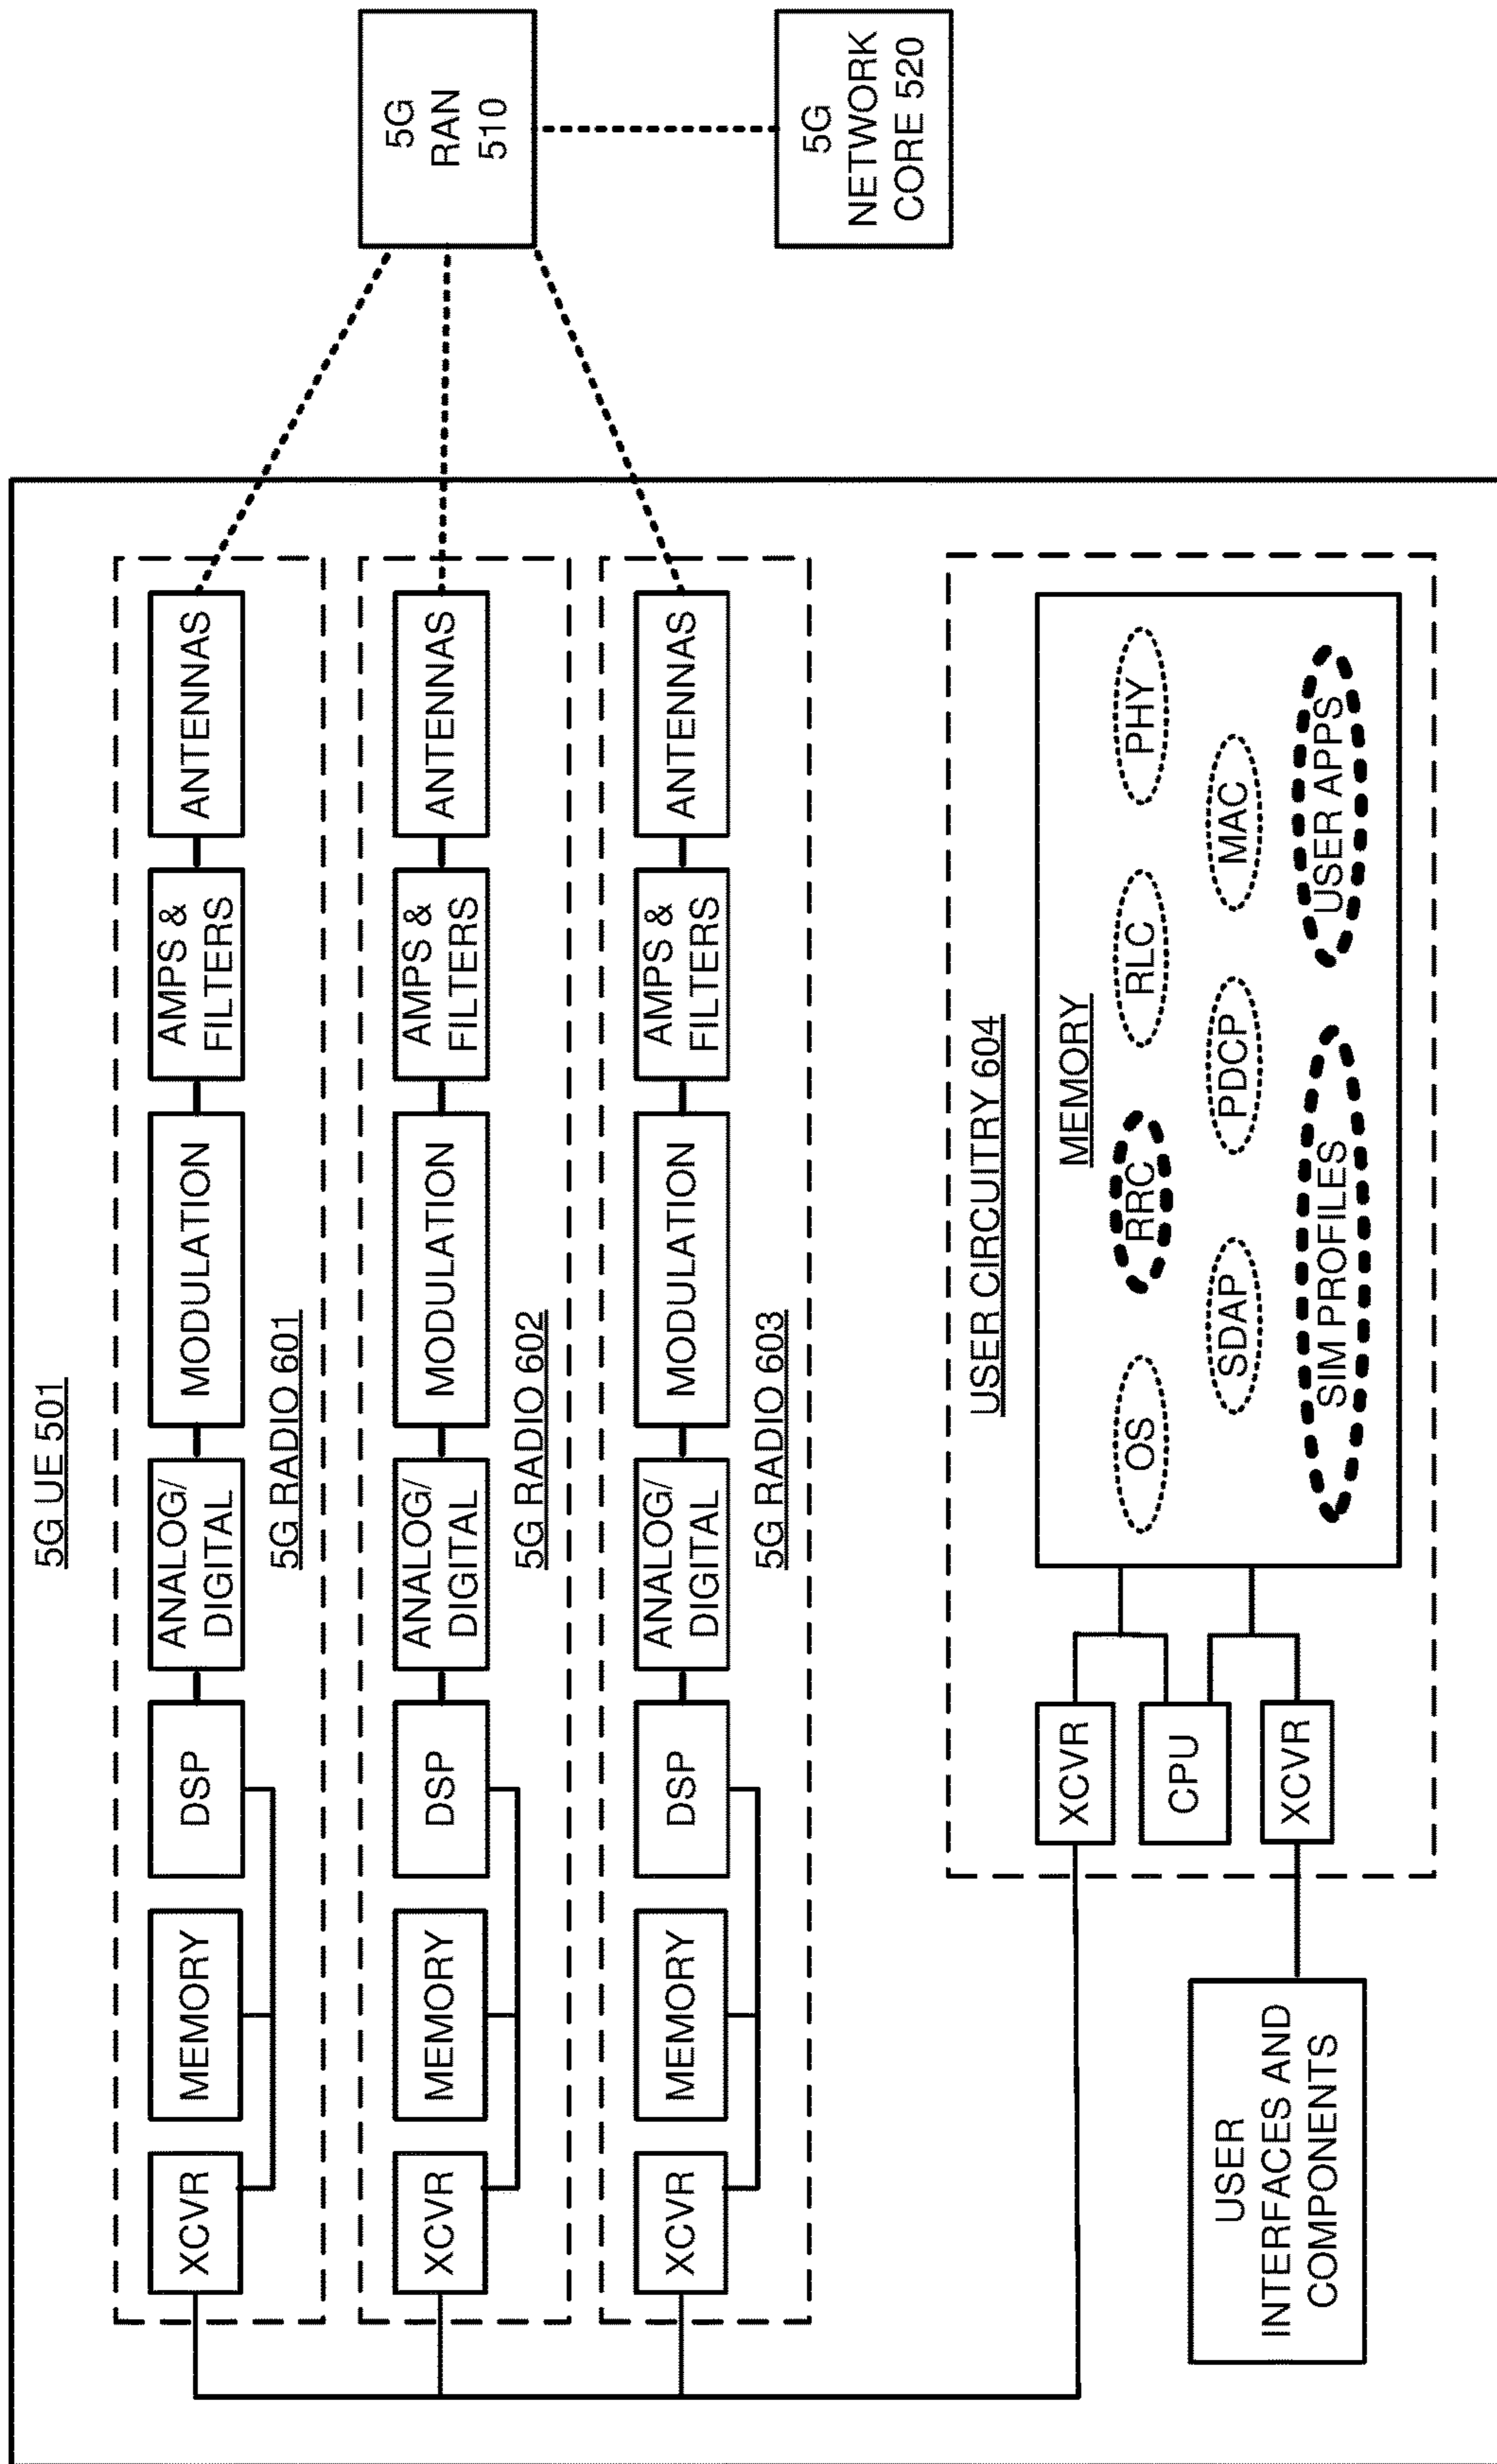 5G UE 501
XCVR
MEMORY
DSP
ANALOG/
DIGITAL
MODULATION
AMPS &
FILTERS
ANTENNAS
5G RADIO 601
XCVR
MEMORY
DSP
ANALOG/
DIGITAL
MODULATION
AMPS &
FILTERS
ANTENNAS
5G RADIO 602
XCVR
MEMORY
DSP
ANALOG/
DIGITAL
MODULATION
AMPS &
FILTERS
ANTENNAS
5G RADIO 603
5G
RAN
510
5G
NETWORK
CORE 520
USER CIRCUITRY 604
XCVR
CPU
XCVR
MEMORY
OS
RRC
RLC
PHY
SDAP
PDCP
MAC
SIM PROFILES
USER APPS
USER
INTERFACES AND
COMPONENTS